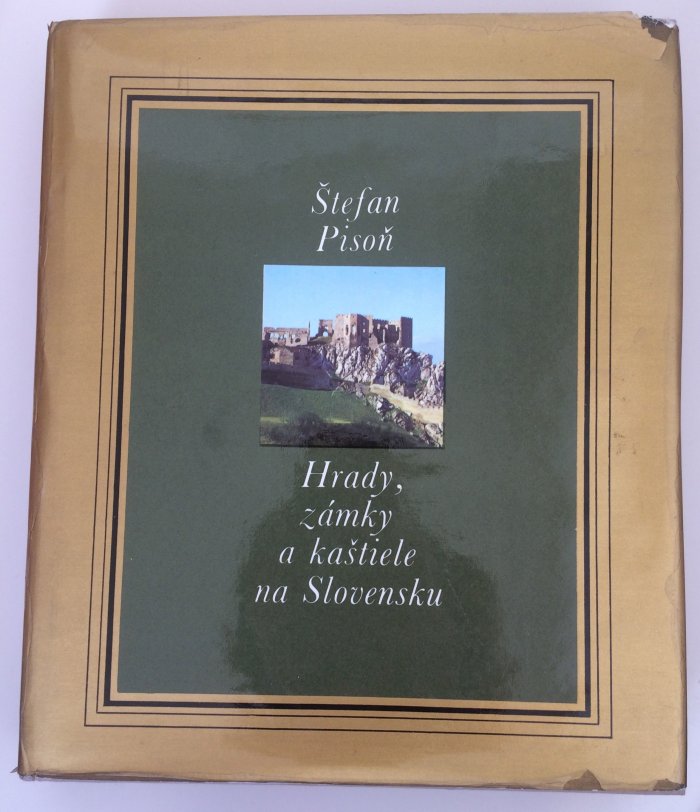 Štefan
Pisoň
Hrady,
zámky
a kaštiele
na Slovensku